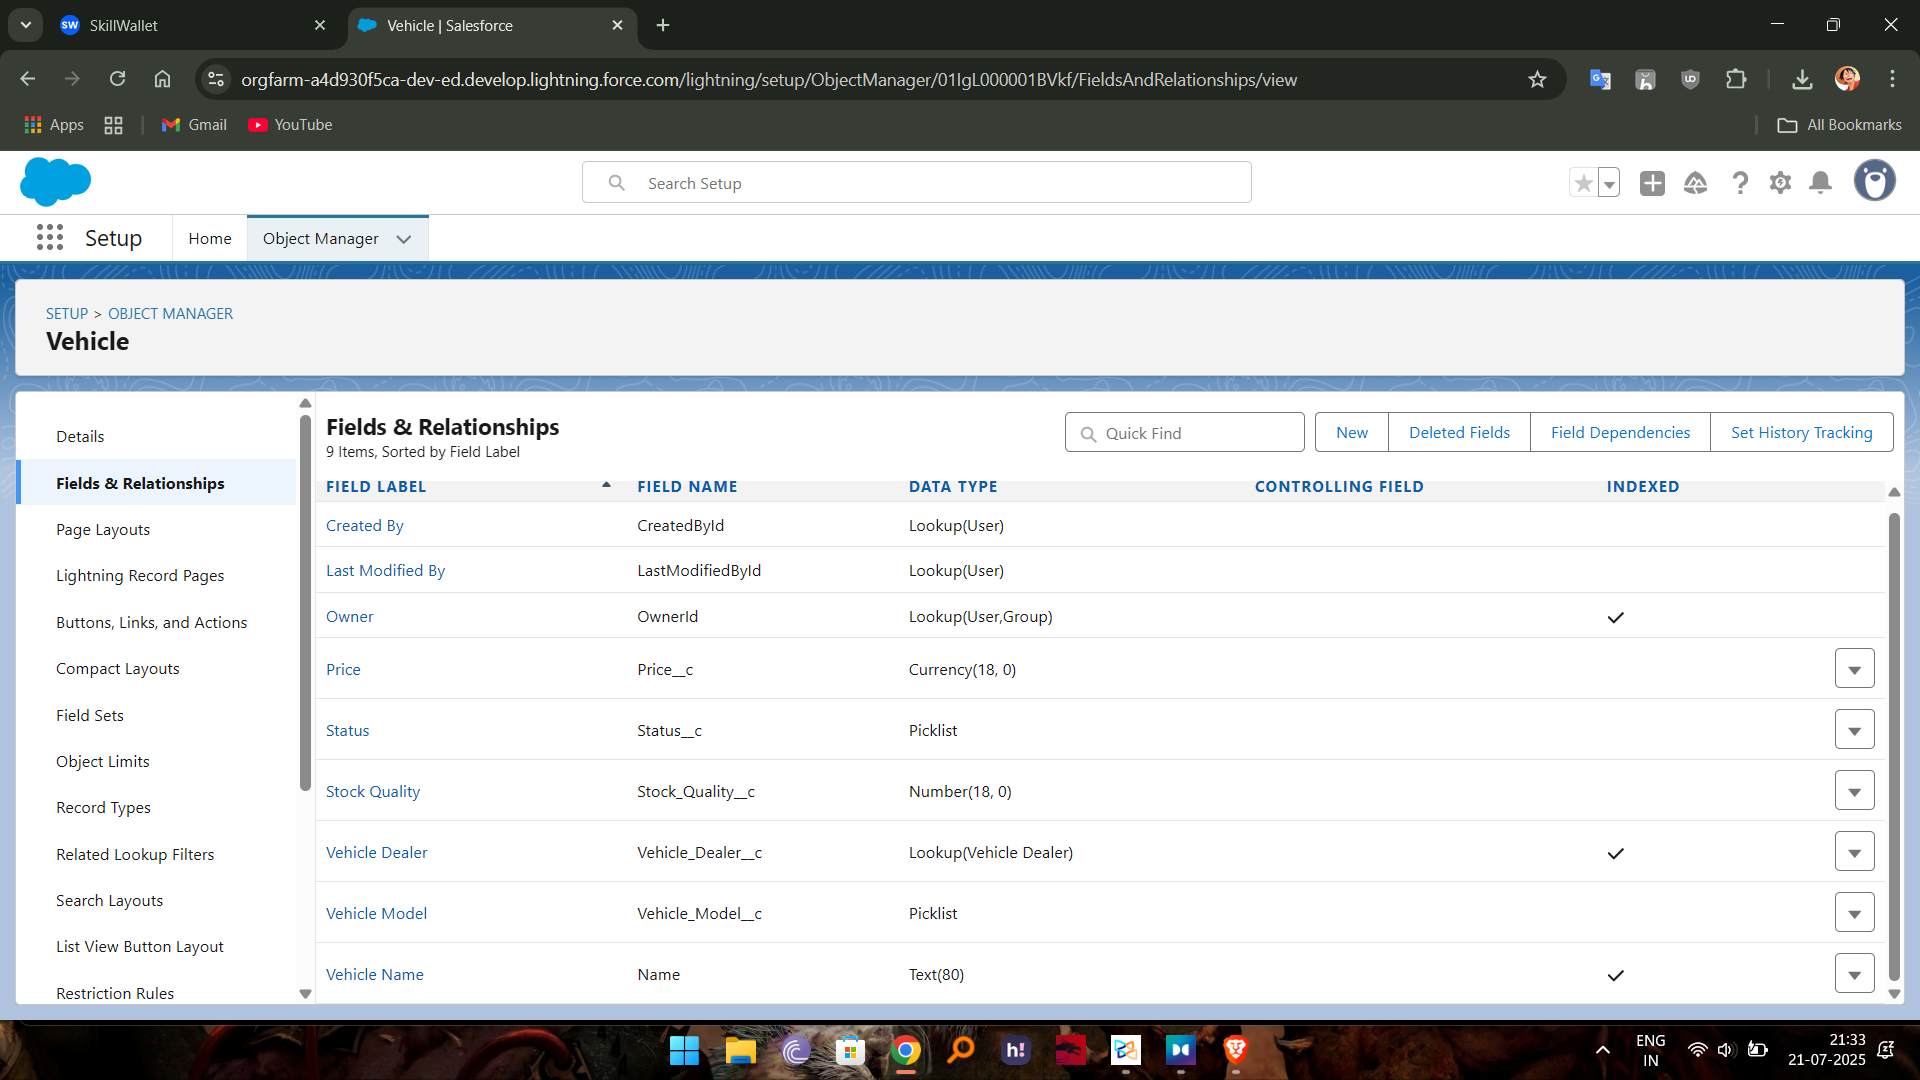 SW SkillWallet
Vehicle | Salesforce
orgfarm-a4d930f5ca-dev-ed.develop.lightning.force.com/lightning/setup/ObjectManager/01IgL000001BVkf/FieldsAndRelationships/view
Apps
Gmail
YouTube
All Bookmarks
Search Setup
Setup
Home
Object Manager
SETUP > OBJECT MANAGER
Vehicle
Details
Fields & Relationships
Page Layouts
Lightning Record Pages
Buttons, Links, and Actions
Compact Layouts
Field Sets
Object Limits
Record Types
Related Lookup Filters
Search Layouts
List View Button Layout
Restriction Rules
Fields & Relationships
9 Items, Sorted by Field Label
Quick Find
New
Deleted Fields
Field Dependencies
Set History Tracking
FIELD LABEL FIELD NAME DATA TYPE CONTROLLING FIELD INDEXED
Created By CreatedById Lookup(User)
Last Modified By LastModifiedById Lookup(User)
Owner OwnerId Lookup(User,Group)
Price Price__c Currency(18, 0)
Status Status__c Picklist
Stock Quality Stock_Quality__c Number(18, 0)
Vehicle Dealer Vehicle_Dealer__c Lookup(Vehicle Dealer)
Vehicle Model Vehicle_Model__c Picklist
Vehicle Name Name Text(80)
h!
ENG
IN
21:33
21-07-2025